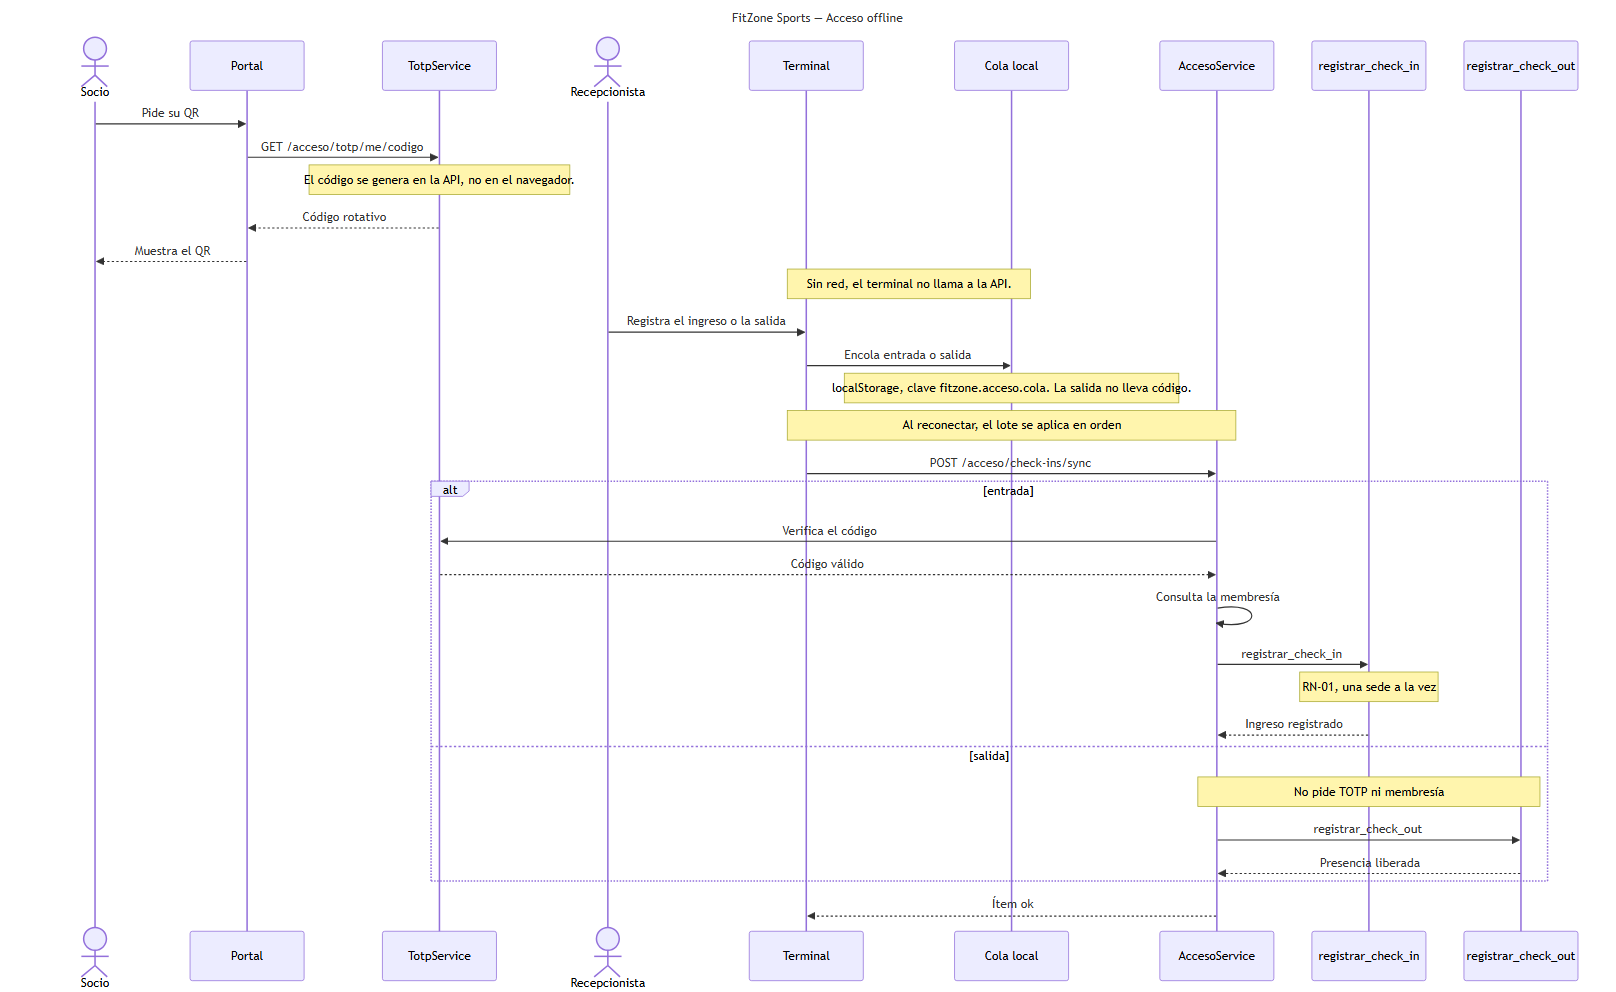 FitZone Sports — Acceso offline
Socio
Portal
TotpService
Recepcionista
Terminal
Cola local
AccesoService
registrar_check_in
registrar_check_out
Pide su QR
GET /acceso/totp/me/codigo
El código se genera en la API, no en el navegador.
Código rotativo
Muestra el QR
Sin red, el terminal no llama a la API.
Registra el ingreso o la salida
Encola entrada o salida
localStorage, clave fitzone.acceso.cola. La salida no lleva código.
Al reconectar, el lote se aplica en orden
POST /acceso/check-ins/sync
alt
[entrada]
Verifica el código
Código válido
Consulta la membresía
registrar_check_in
RN-01, una sede a la vez
Ingreso registrado
[salida]
No pide TOTP ni membresía
registrar_check_out
Presencia liberada
Ítem ok
Socio
Portal
TotpService
Recepcionista
Terminal
Cola local
AccesoService
registrar_check_in
registrar_check_out